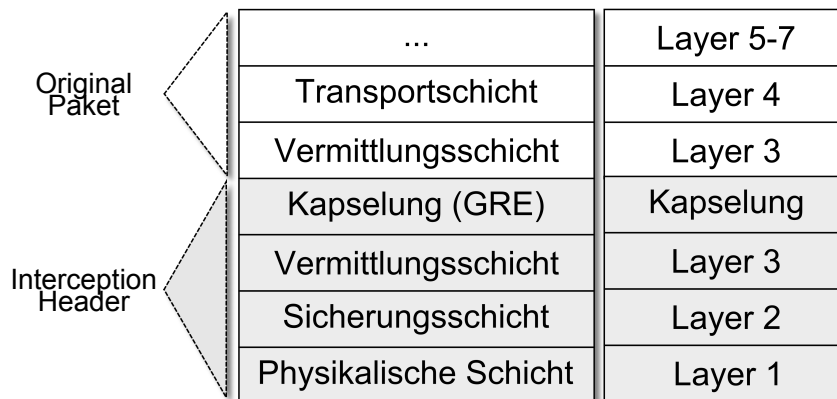 ... Layer 5-7
Original
Paket
Transportschicht Layer 4
Vermittlungsschicht Layer 3
Kapselung (GRE) Kapselung
Interception
Header
Vermittlungsschicht Layer 3
Sicherungsschicht Layer 2
Physikalische Schicht Layer 1